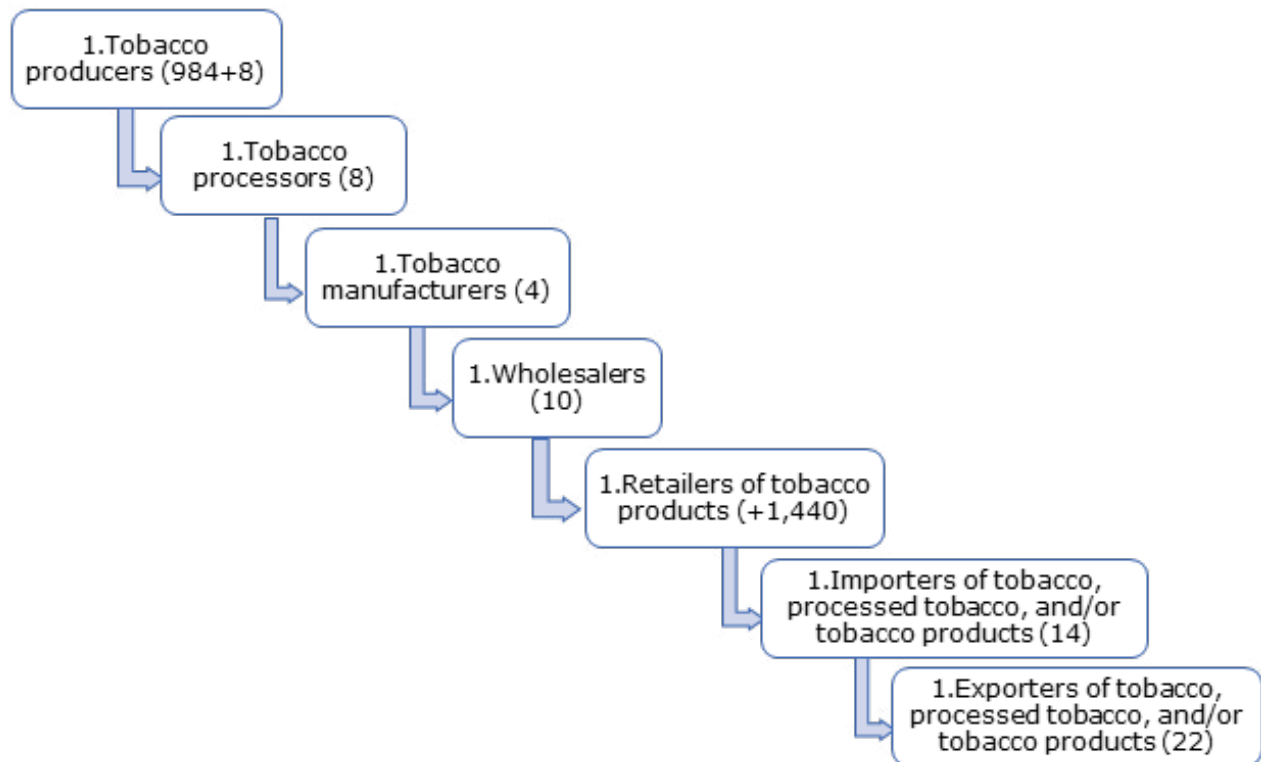 1.Tobacco
producers (984+8)
1.Tobacco
processors (8)
1.Tobacco
manufacturers (4)
1.Wholesalers
(10)
1.Retailers of tobacco
products (+1,440)
1.Importers of tobacco,
processed tobacco, and/or
tobacco products (14)
1.Exporters of tobacco,
processed tobacco, and/or
tobacco products (22)